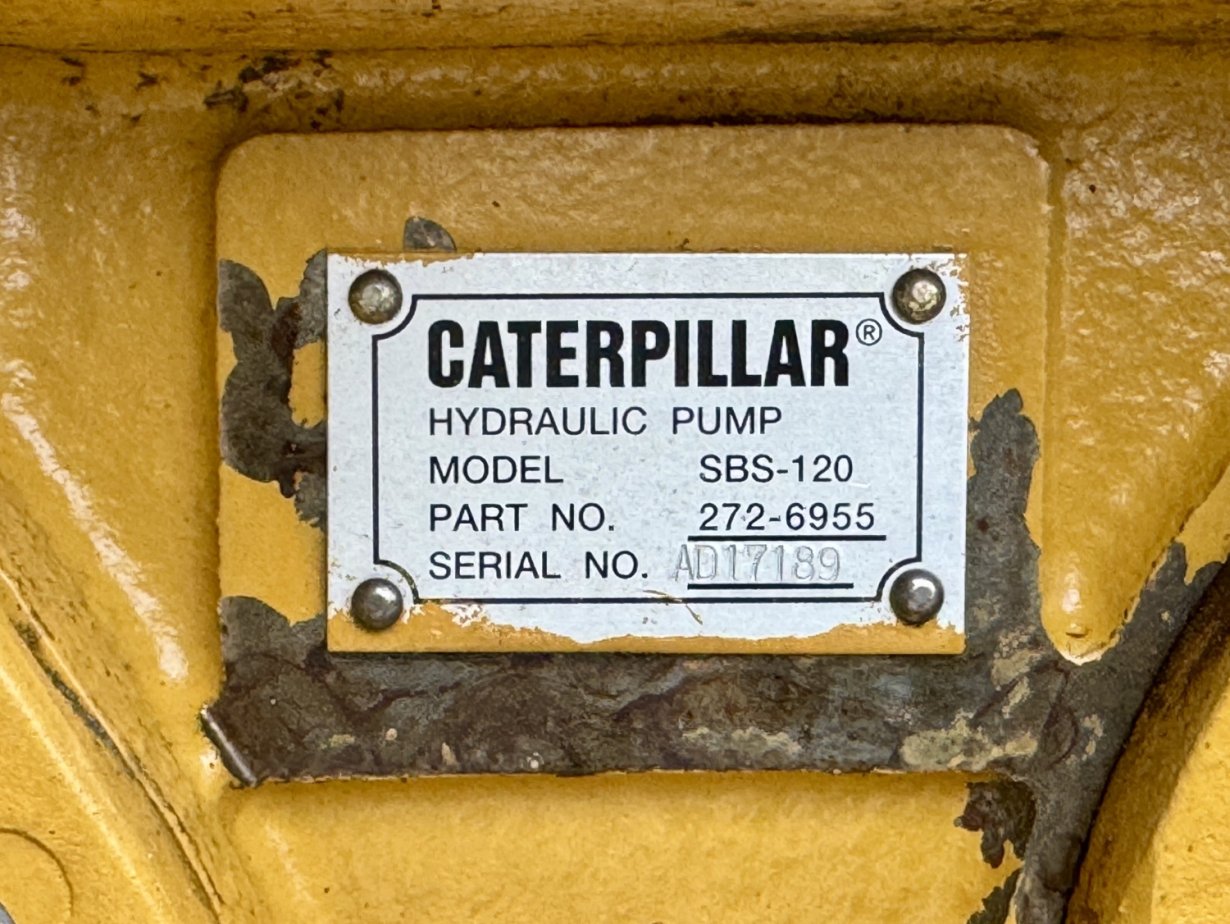 CATERPILLAR®
HYDRAULIC PUMP
MODEL SBS-120
PART NO. 272-6955
SERIAL NO. AD17189